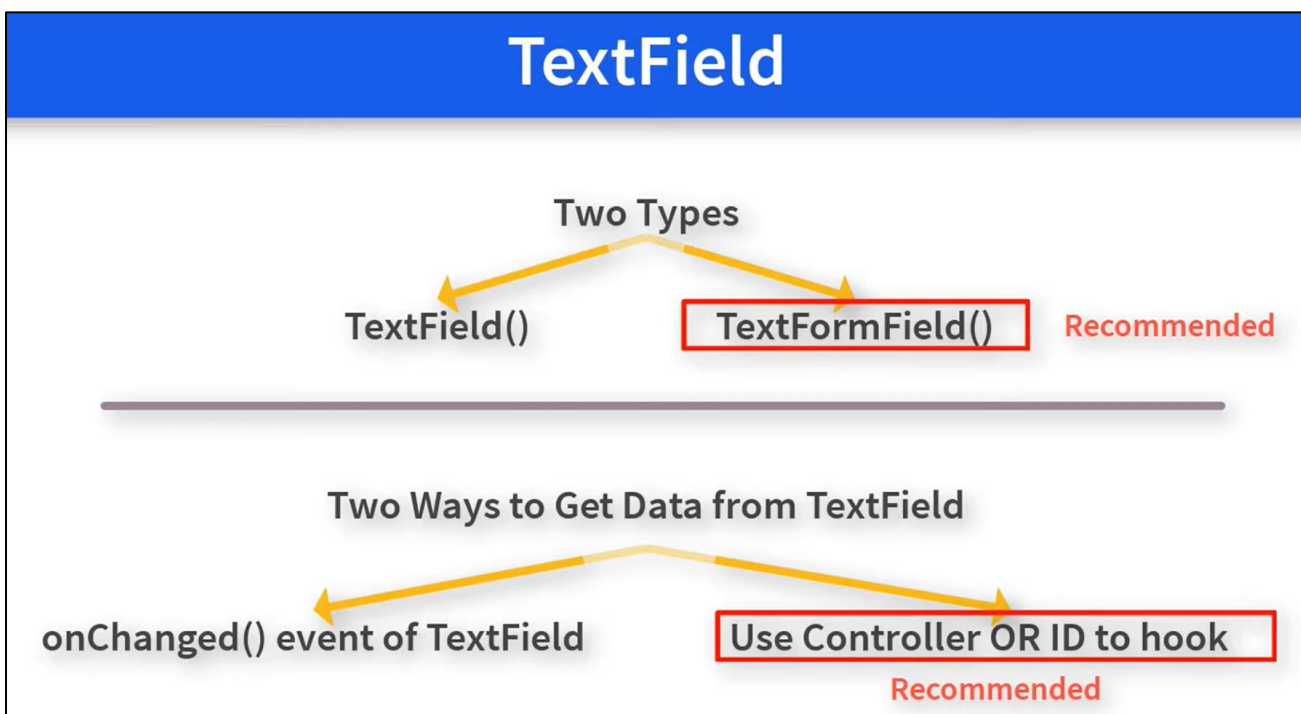 TextField
Two Types
TextField()
TextFormField()
Recommended
Two Ways to Get Data from TextField
onChanged() event of TextField
Use Controller OR ID to hook
Recommended